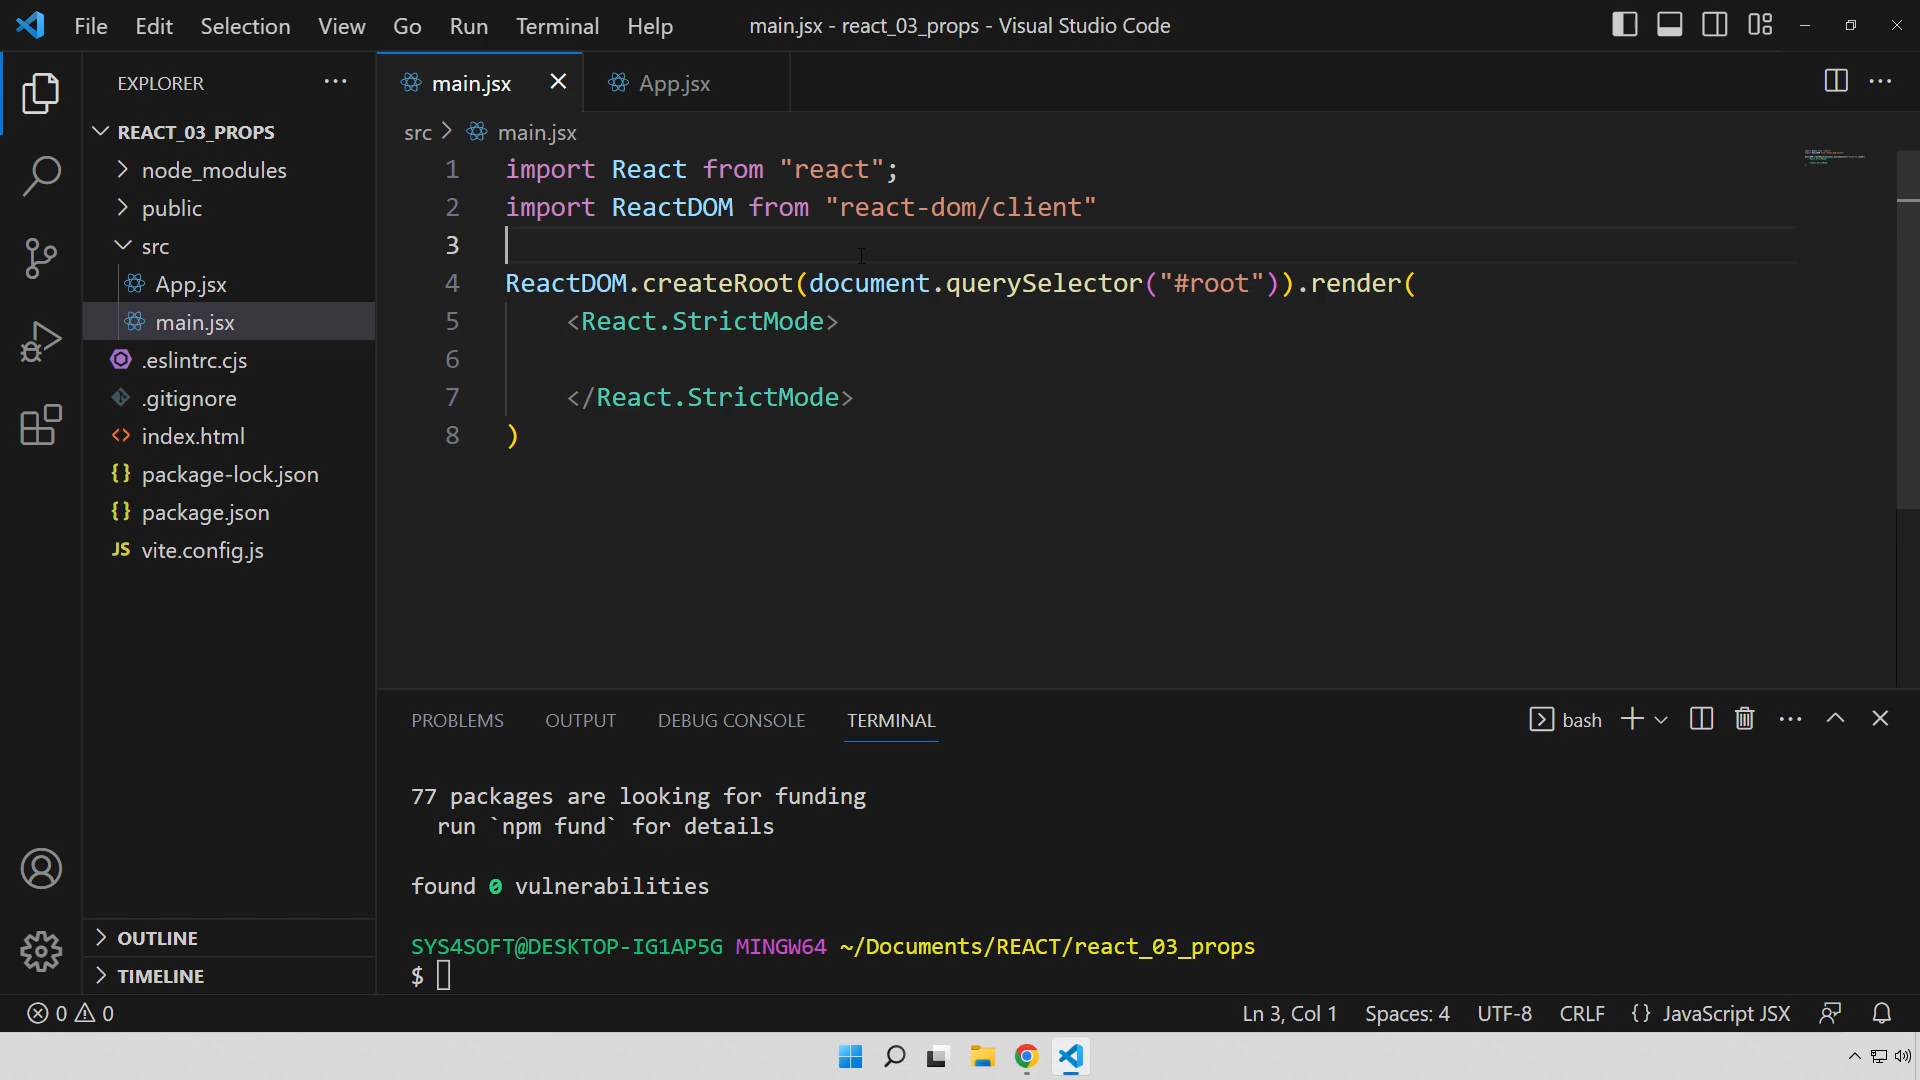 File Edit Selection View Go Run Terminal Help main.jsx - react_03_props - Visual Studio Code
EXPLORER
REACT_03_PROPS
node_modules
public
src
App.jsx
main.jsx
.eslintrc.cjs
.gitignore
index.html
package-lock.json
package.json
JS vite.config.js
OUTLINE
TIMELINE
main.jsx App.jsx
src > main.jsx
1 import React from "react";
2 import ReactDOM from "react-dom/client"
3
4 ReactDOM.createRoot(document.querySelector("#root")).render(
5 <React.StrictMode>
6
7 </React.StrictMode>
8 )
PROBLEMS OUTPUT DEBUG CONSOLE TERMINAL bash
77 packages are looking for funding
run `npm fund` for details
found 0 vulnerabilities
SYS4SOFT@DESKTOP-IG1AP5G MINGW64 ~/Documents/REACT/react_03_props
$
0 0 Ln 3, Col 1 Spaces: 4 UTF-8 CRLF {} JavaScript JSX